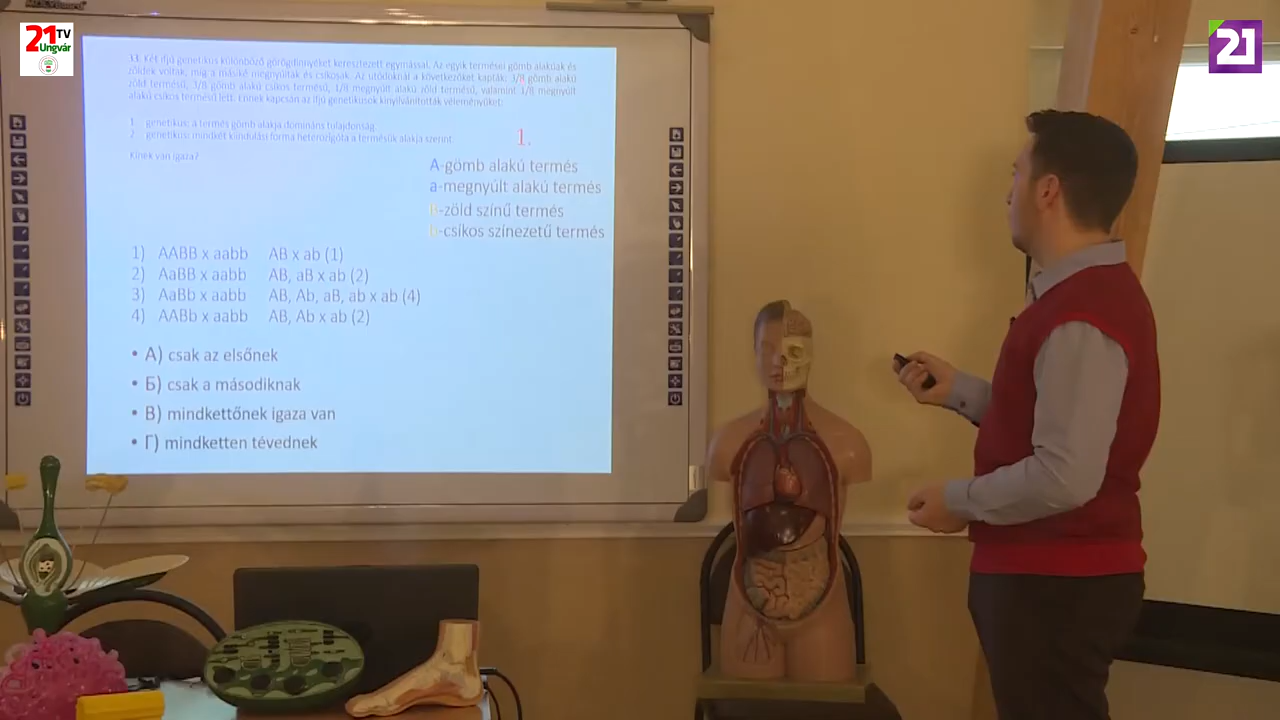 21 TV
Ungvár
21
33. Két ifjú genetikus különböző görögdinnyéket keresztezett egymással. Az egyik termései gömb alakúak és
zöldek voltak, míg a másiké megnyúltak és csíkosak. Az utódoknál a következőket kapták: 3/8 gömb alakú
zöld termésű, 3/8 gömb alakú csíkos termésű, 1/8 megnyúlt alakú zöld termésű, valamint 1/8 megnyúlt
alakú csíkos termésű lett. Ennek kapcsán az ifjú genetikusok kinyilvánították véleményüket:
1. genetikus: a termés gömb alakja domináns tulajdonság.
2. genetikus: mindkét kiindulási forma heterozigóta a termésük alakja szerint.
Kinek van igaza?
1.
A-gömb alakú termés
a-megnyúlt alakú termés
B-zöld színű termés
b-csíkos színezetű termés
1) AABB x aabb AB x ab (1)
2) AaBB x aabb AB, aB x ab (2)
3) AaBb x aabb AB, Ab, aB, ab x ab (4)
4) AABb x aabb AB, Ab x ab (2)
• А) csak az elsőnek
• Б) csak a másodiknak
• В) mindkettőnek igaza van
• Г) mindketten tévednek